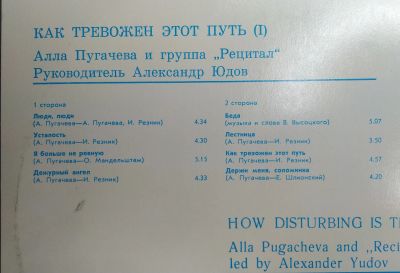 КАК ТРЕВОЖЕН ЭТОТ ПУТЬ (I)
Алла Пугачева и группа „Рецитал“
Руководитель Александр Юдов
1 сторона
Люди, люди
(А. Пугачева—А. Пугачева, И. Резник) 4.34
Усталость
(А. Пугачева—И. Резник) 4.30
Я больше не ревную
(А. Пугачева—О. Мандельштам) 5.15
Дежурный ангел
(А. Пугачева—И. Резник) 4.33
2 сторона
Беда
(музыка и слова В. Высоцкого) 5.07
Лестница
(А. Пугачева—И. Резник) 3.50
Как тревожен этот путь
(А. Пугачева—И. Резник) 4.57
Держи меня, соломинка
(А. Пугачева—Е. Шлионский) 4.20
HOW DISTURBING IS T
Alla Pugacheva and „Reci
led by Alexander Yudov